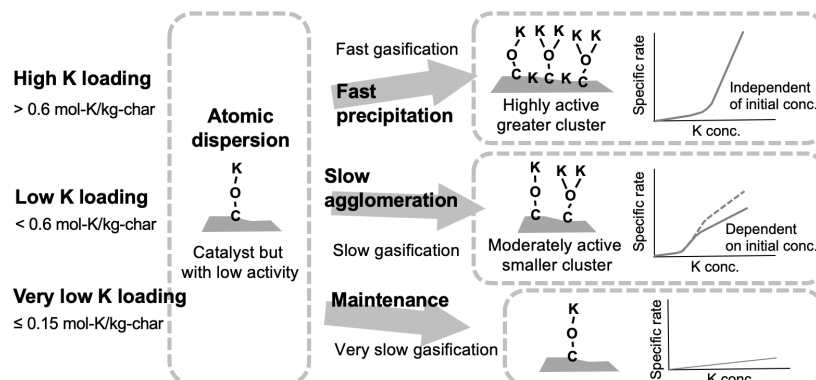 High K loading
> 0.6 mol-K/kg-char
Low K loading
< 0.6 mol-K/kg-char
Very low K loading
≤ 0.15 mol-K/kg-char
Atomic
dispersion
K
O
C
Catalyst but
with low activity
Fast gasification
Fast
precipitation
K K K K K
O O O
C K C K C
Highly active
greater cluster
Specific rate
Independent
of initial conc.
K conc.
Slow
agglomeration
Slow gasification
K K K
O O
C C
Moderately active
smaller cluster
Specific rate
Dependent
on initial conc.
K conc.
Maintenance
Very slow gasification
K
O
C
Specific rate
K conc.